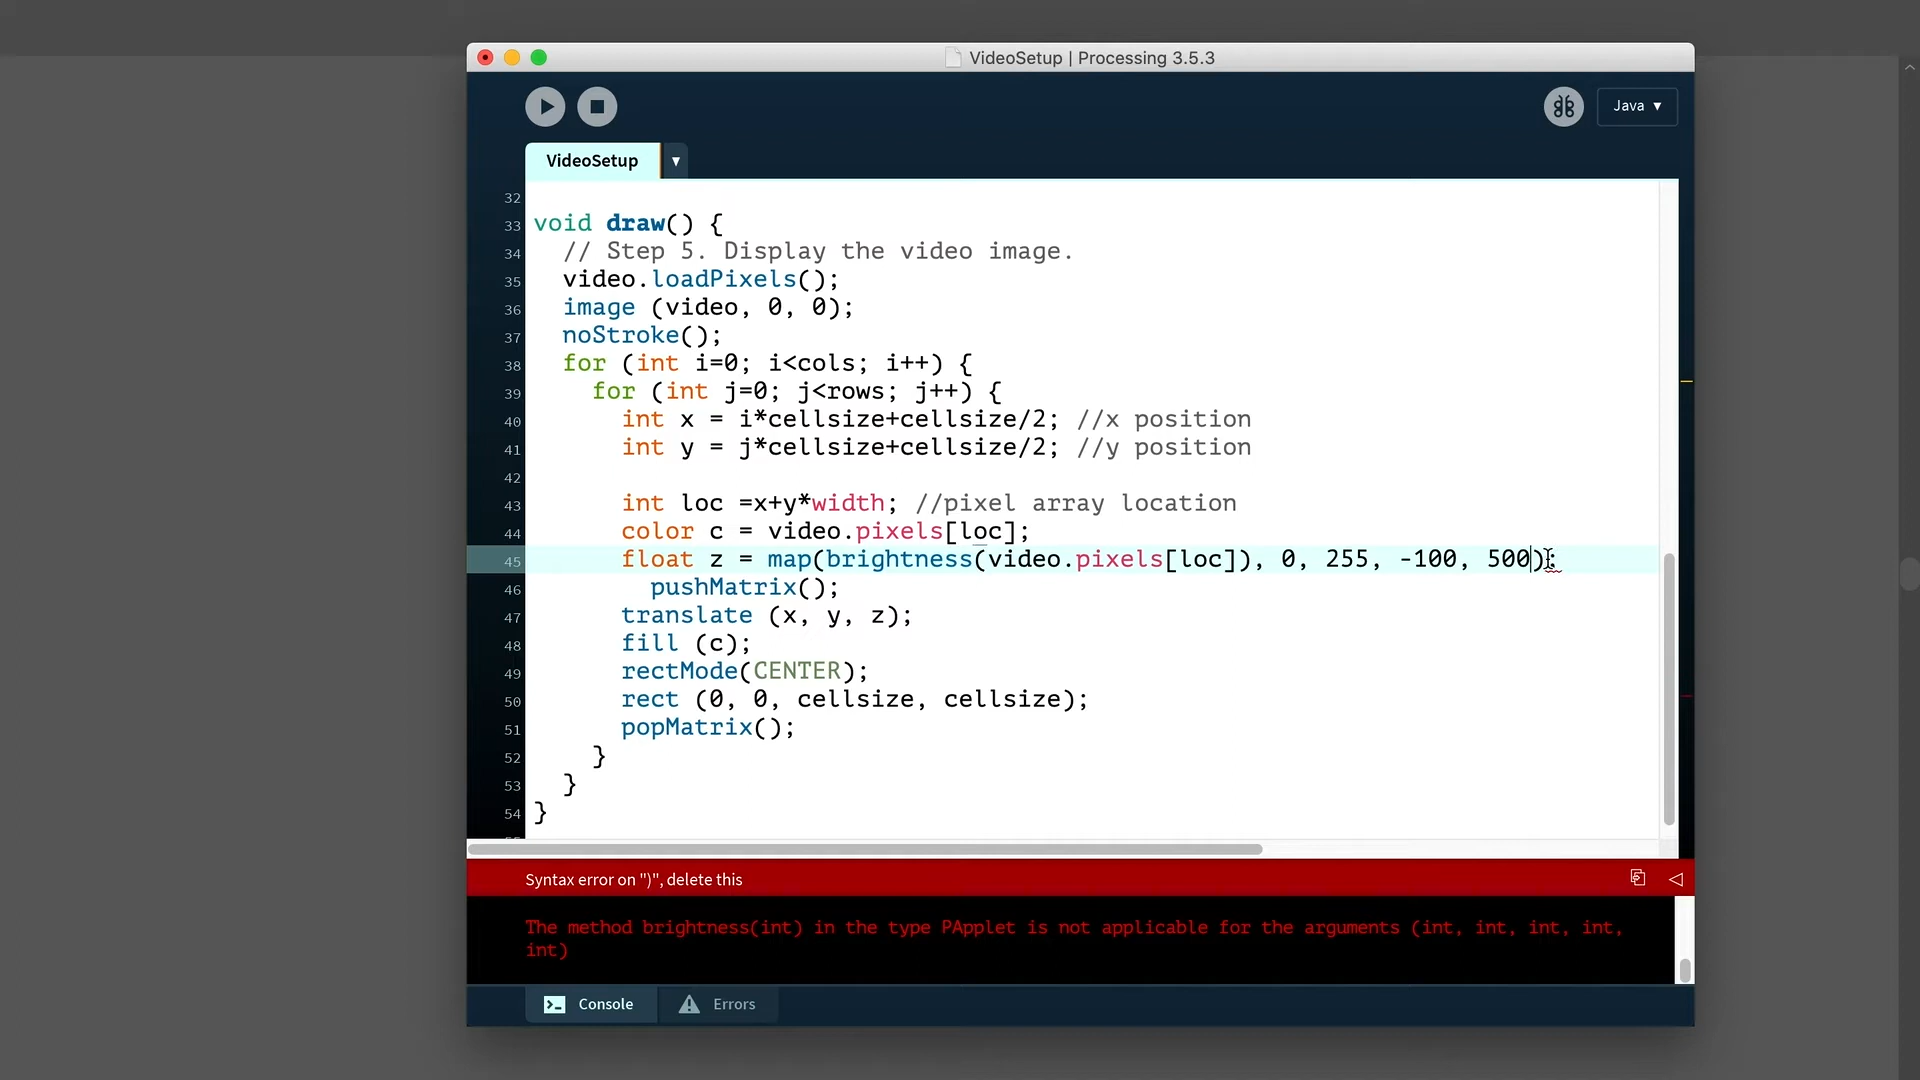 VideoSetup | Processing 3.5.3
Java ▼
VideoSetup ▼
32
33 void draw() {
34 // Step 5. Display the video image.
35 video.loadPixels();
36 image (video, 0, 0);
37 noStroke();
38 for (int i=0; i<cols; i++) {
39 for (int j=0; j<rows; j++) {
40 int x = i*cellsize+cellsize/2; //x position
41 int y = j*cellsize+cellsize/2; //y position
42
43 int loc =x+y*width; //pixel array location
44 color c = video.pixels[loc];
45 float z = map(brightness(video.pixels[loc]), 0, 255, -100, 500);
46 pushMatrix();
47 translate (x, y, z);
48 fill (c);
49 rectMode(CENTER);
50 rect (0, 0, cellsize, cellsize);
51 popMatrix();
52 }
53 }
54 }
Syntax error on ")", delete this
The method brightness(int) in the type PApplet is not applicable for the arguments (int, int, int, int,
int)
Console Errors